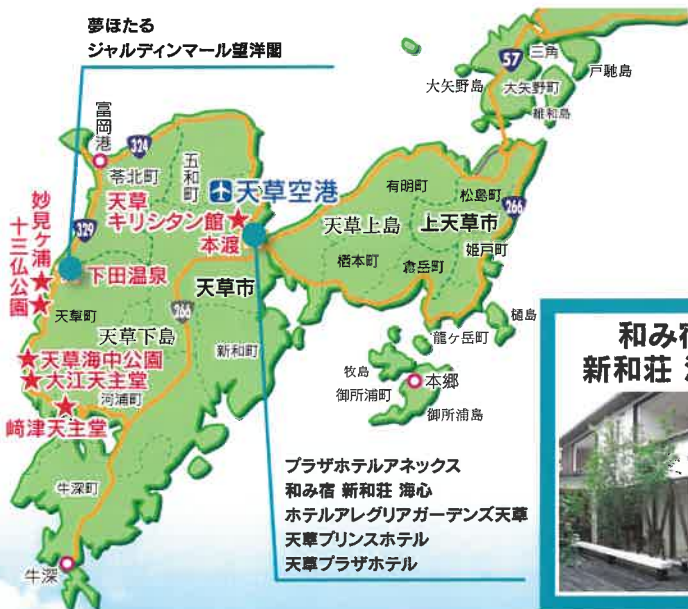 夢ほたる
ジャルディンマール望洋閣
57
三角
戸馳島
大矢野島
大矢野町
維和島
富岡港
324
苓北町
五和町
天草空港
天草
キリシタン館
本渡
有明町
松島町
266
天草上島
上天草市
姫戸町
栖本町
倉岳町
妙見ヶ浦
十三仏公園
329
下田温泉
天草市
天草町
天草下島
266
新和町
樋島
龍ヶ岳町
天草海中公園
大江天主堂
河浦町
﨑津天主堂
牧島
本郷
御所浦町
御所浦島
牛深町
牛深
プラザホテルアネックス
和み宿 新和荘 海心
ホテルアレグリアガーデンズ天草
天草プリンスホテル
天草プラザホテル
和み宿
新和荘